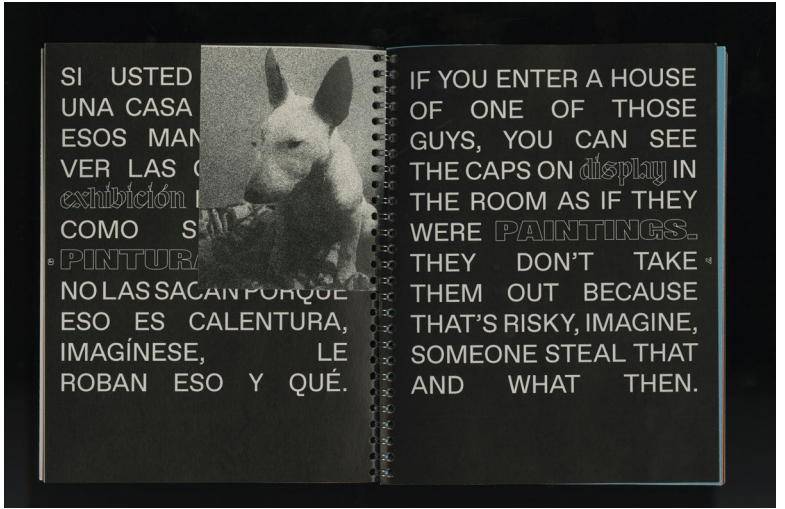 SI USTED
UNA CASA
ESOS
VER LAS
exhibición
COMO
NO LAS SACAN PORQUE
ESO ES CALENTURA,
IMAGÍNESE, LE
ROBAN ESO Y QUÉ.
IF YOU ENTER A HOUSE
OF ONE OF THOSE
GUYS, YOU CAN SEE
THE CAPS ON display IN
THE ROOM AS IF THEY
WERE PAINTINGS.
THEY DON'T TAKE
THEM OUT BECAUSE
THAT'S RISKY, IMAGINE,
SOMEONE STEAL THAT
AND WHAT THEN.